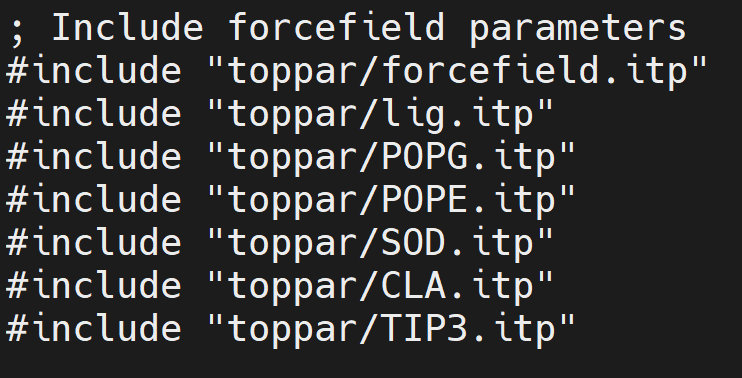 ; Include forcefield parameters
#include "toppar/forcefield.itp"
#include "toppar/lig.itp"
#include "toppar/POPG.itp"
#include "toppar/POPE.itp"
#include "toppar/SOD.itp"
#include "toppar/CLA.itp"
#include "toppar/TIP3.itp"